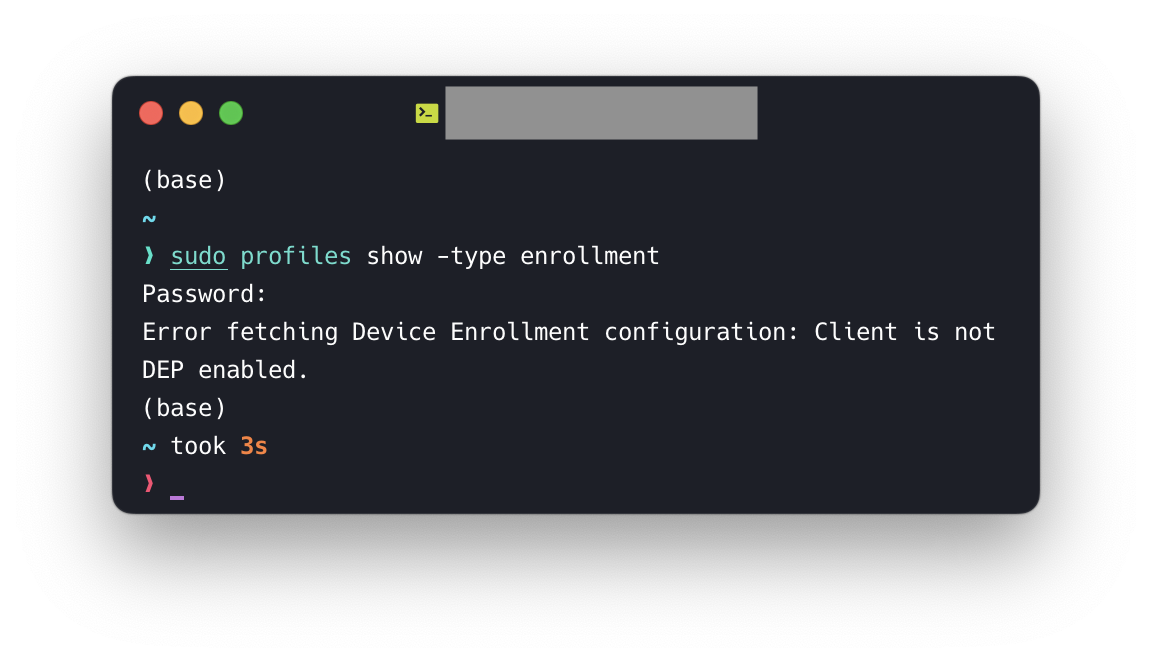 (base)
~
❯ sudo profiles show -type enrollment
Password:
Error fetching Device Enrollment configuration: Client is not
DEP enabled.
(base)
~ took 3s
❯ _